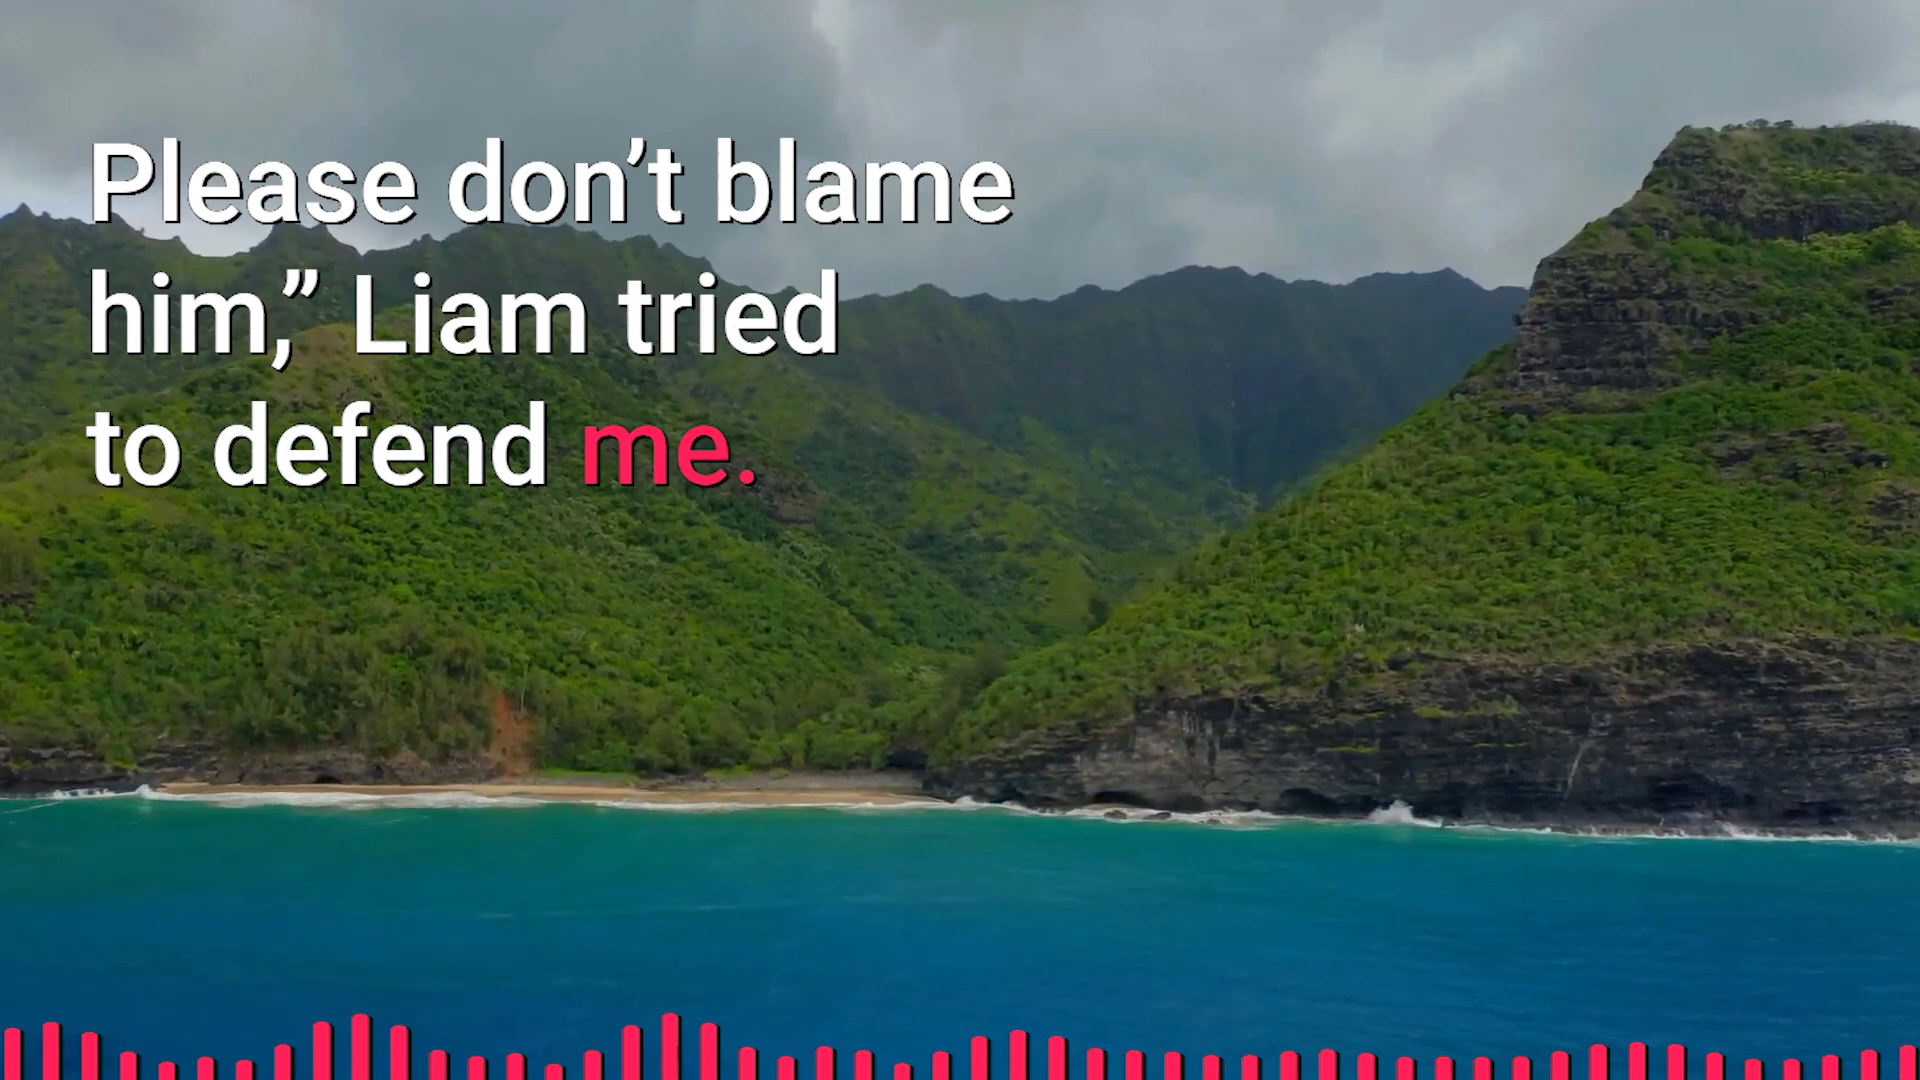 Please don’t blame
him,” Liam tried
to defend me.